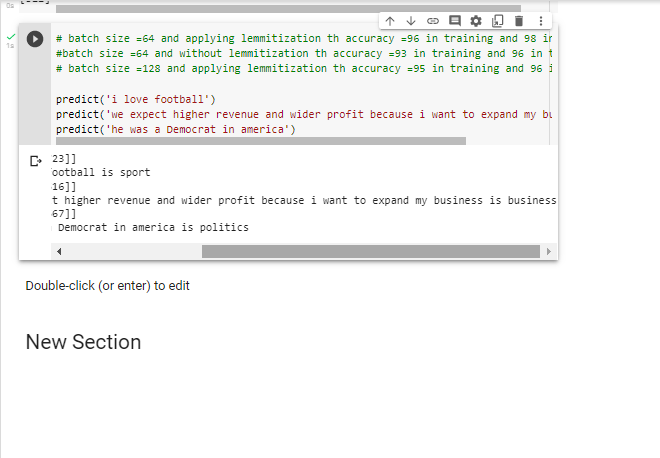 # batch size =64 and applying lemmitization th accuracy =96 in training and 98 in
#batch size =64 and without lemmitization th accuracy =93 in training and 96 in t
# batch size =128 and applying lemmitization th accuracy =95 in training and 96 i
1s
predict('i love football')
predict('we expect higher revenue and wider profit because i want to expand my bu
predict('he was a Democrat in america')
23]]
ootball is sport
16]]
t higher revenue and wider profit because i want to expand my business is business
67]]
Democrat in america is politics
Double-click (or enter) to edit
New Section